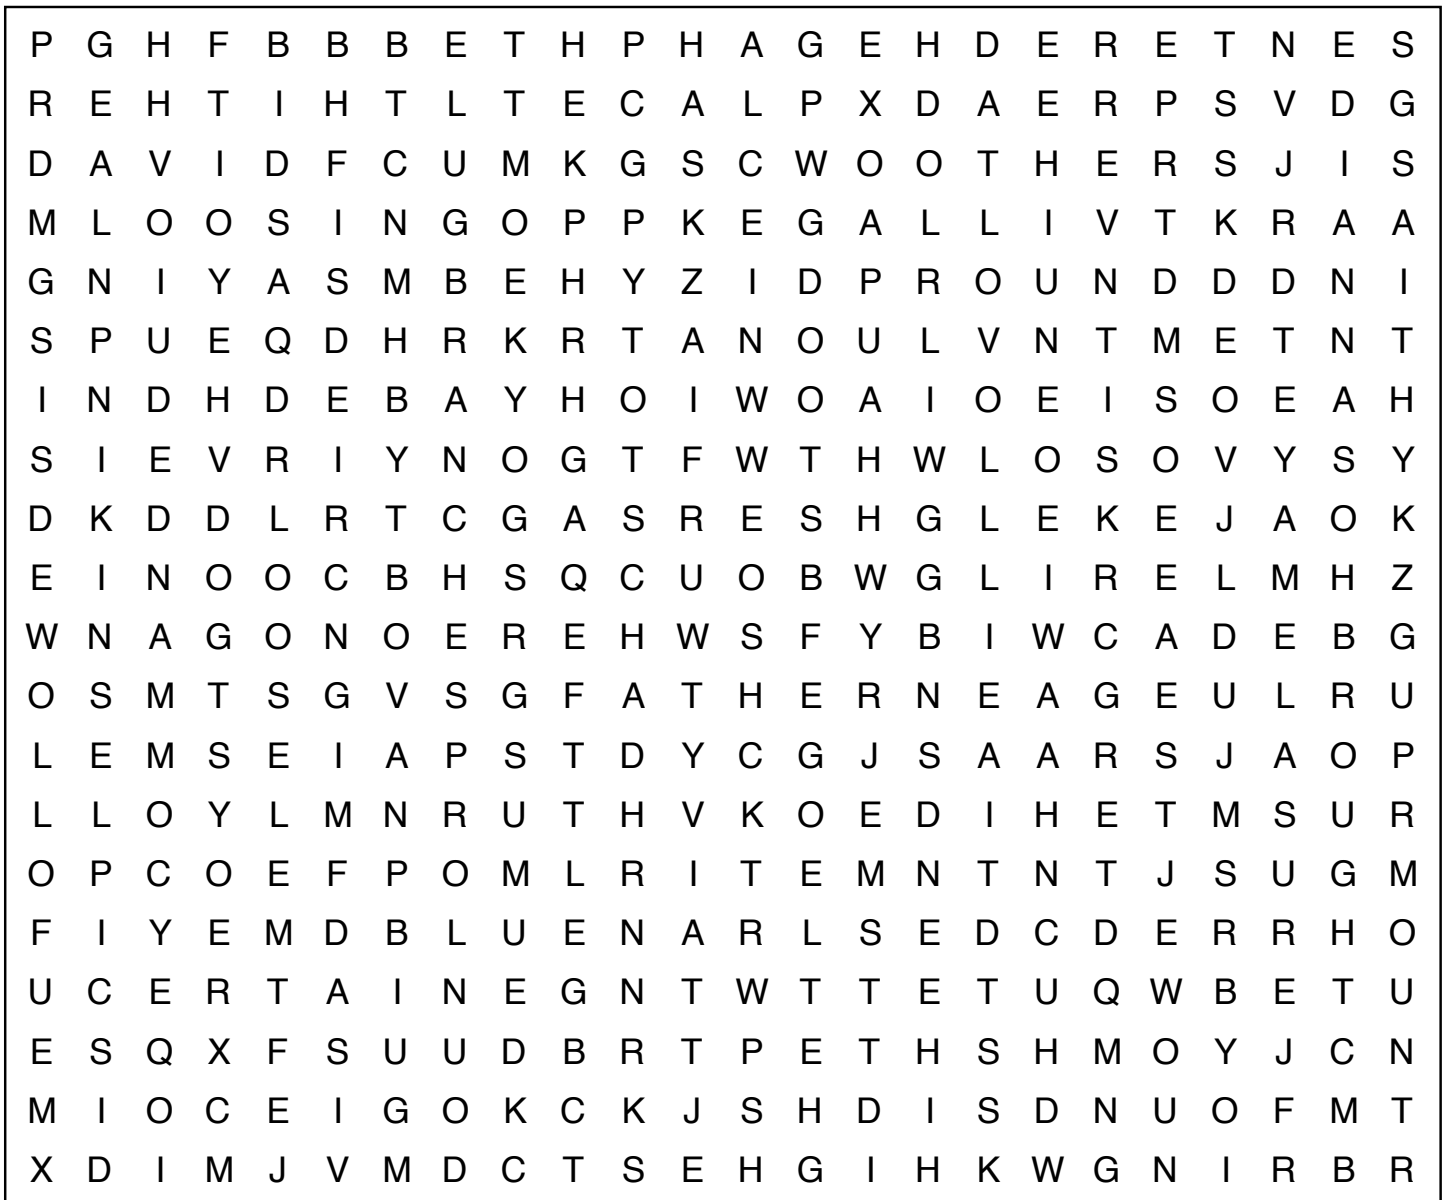 P G H F B B B E T H P H A G E H D E R E T N E S
R E H T I H T L T E C A L P X D A E R P S V D G
D A V I D F C U M K G S C W O O T H E R S J I S
M L O O S I N G O P P K E G A L L I V T K R A A
G N I Y A S M B E H Y Z I D P R O U N D D D N I
S P U E Q D H R K R T A N O U L V N T M E T N T
I N D H D E B A Y H O I W O A I O E I S O E A H
S I E V R I Y N O G T F W T H W L O S O V Y S Y
D K D D L R T C G A S R E S H G L E K E J A O K
E I N O O C B H S Q C U O B W G L I R E L M H Z
W N A G O N O E R E H W S F Y B I W C A D E B G
O S M T S G V S G F A T H E R N E A G E U L R U
L E M S E I A P S T D Y C G J S A A R S J A O P
L L O Y L M N R U T H V K O E D I H E T M S U R
O P C O E F P O M L R I T E M N T N T J S U G M
F I Y E M D B L U E N A R L S E D C D E R R H O
U C E R T A I N E G N T W T T E T U Q W B E T U
E S Q X F S U U D B R T P E T H S H M O Y J C N
M I O C E I G O K C K J S H D I S D N U O F M T
X D I M J V M D C T S E H G I H K W G N I R B R